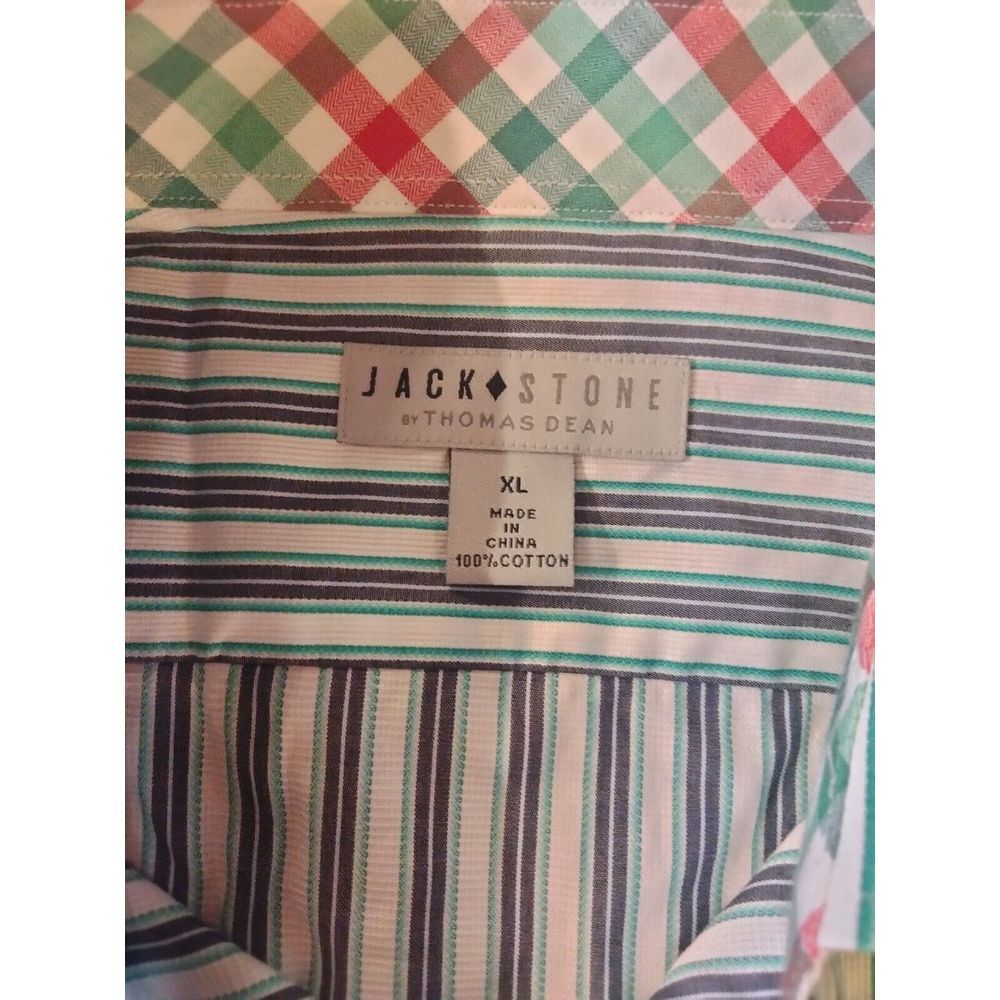 JACK♦STONE
BY THOMAS DEAN
XL
MADE
IN
CHINA
100% COTTON